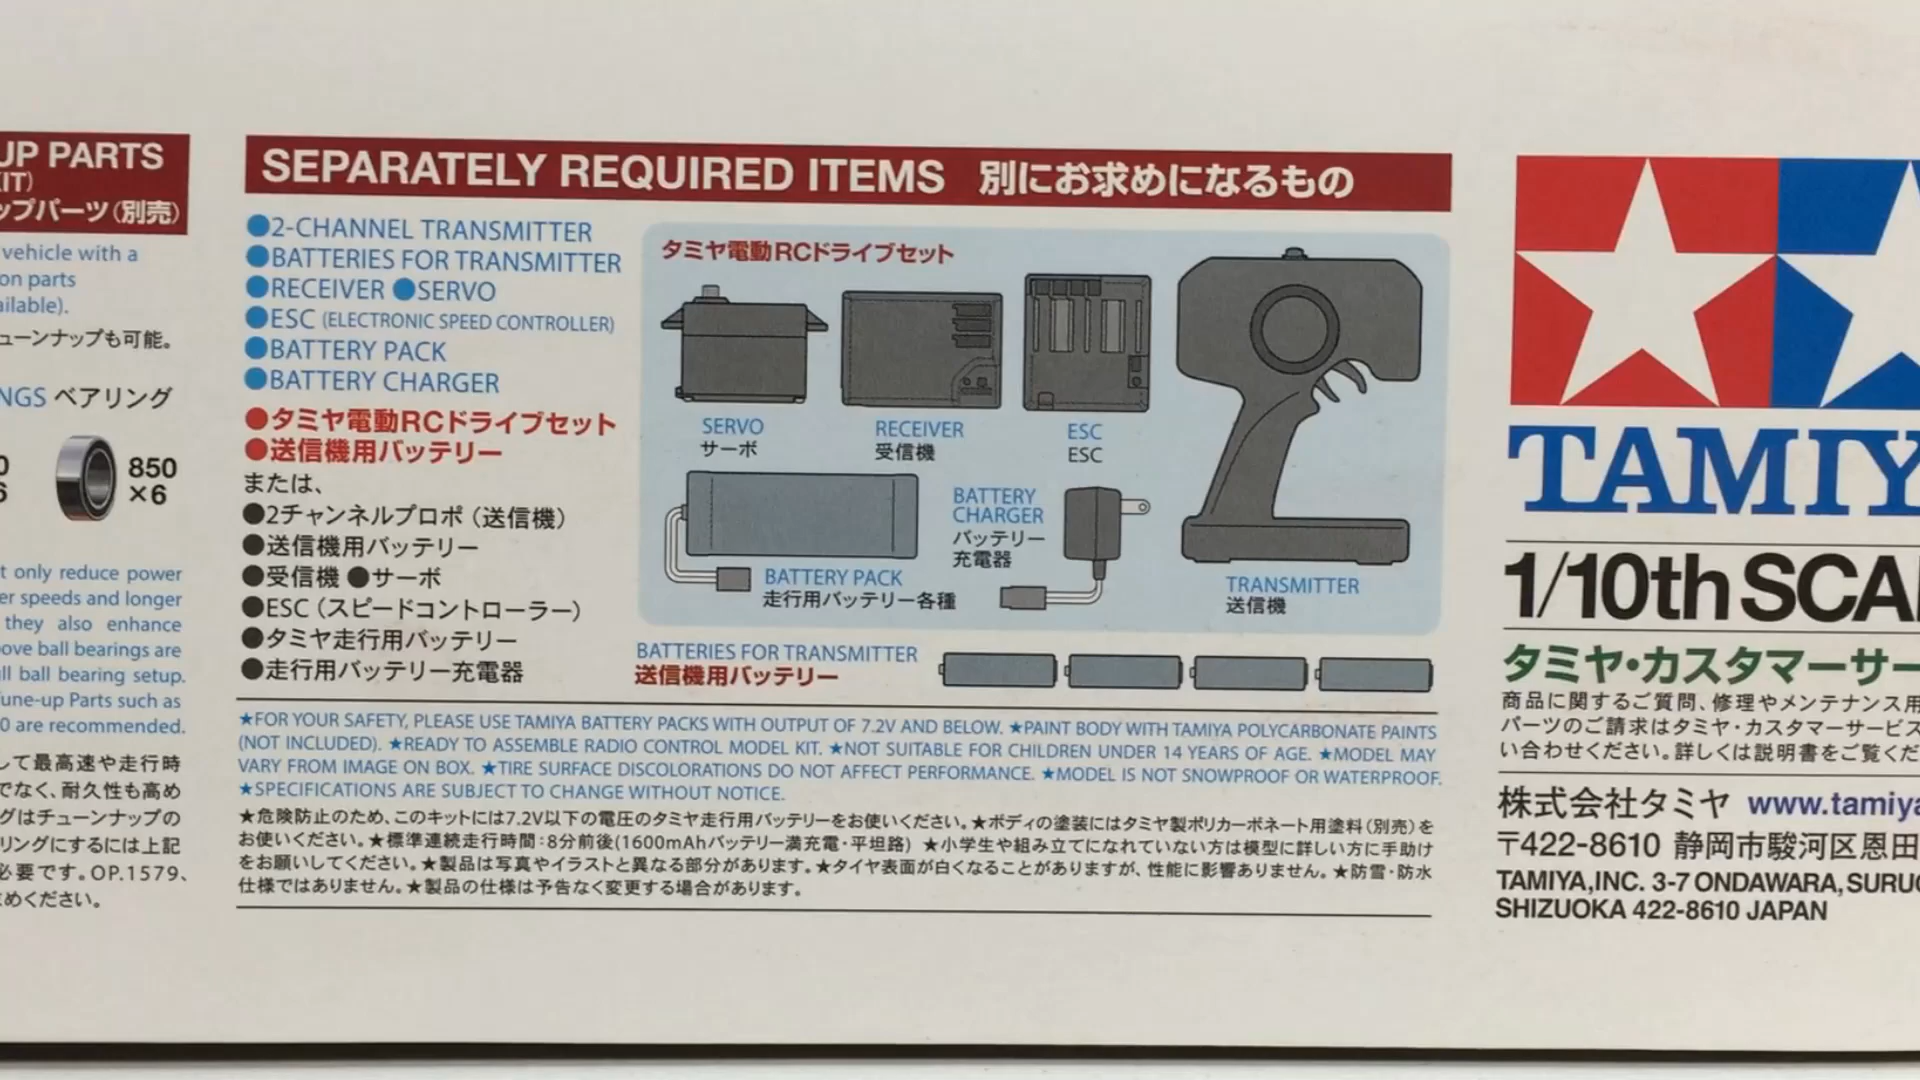 UP PARTS
KIT)
ップパーツ（別売）
vehicle with a
on parts
ailable).
ューンナップも可能。
NGS ベアリング
850
×6
t only reduce power
er speeds and longer
they also enhance
ove ball bearings are
ll ball bearing setup.
une-up Parts such as
0 are recommended.
して最高速や走行時
でなく、耐久性も高め
グはチューンナップの
リングにするには上記
必要です。OP.1579、
めください。
SEPARATELY REQUIRED ITEMS 別にお求めになるもの
●2-CHANNEL TRANSMITTER
●BATTERIES FOR TRANSMITTER
●RECEIVER ●SERVO
●ESC (ELECTRONIC SPEED CONTROLLER)
●BATTERY PACK
●BATTERY CHARGER
●タミヤ電動RCドライブセット
●送信機用バッテリー
または、
●2チャンネルプロポ（送信機）
●送信機用バッテリー
●受信機 ●サーボ
●ESC（スピードコントローラー）
●タミヤ走行用バッテリー
●走行用バッテリー充電器
タミヤ電動RCドライブセット
SERVO
サーボ
RECEIVER
受信機
ESC
ESC
BATTERY PACK
走行用バッテリー各種
BATTERY
CHARGER
バッテリー
充電器
TRANSMITTER
送信機
BATTERIES FOR TRANSMITTER
送信機用バッテリー
★FOR YOUR SAFETY, PLEASE USE TAMIYA BATTERY PACKS WITH OUTPUT OF 7.2V AND BELOW. ★PAINT BODY WITH TAMIYA POLYCARBONATE PAINTS
(NOT INCLUDED). ★READY TO ASSEMBLE RADIO CONTROL MODEL KIT. ★NOT SUITABLE FOR CHILDREN UNDER 14 YEARS OF AGE. ★MODEL MAY
VARY FROM IMAGE ON BOX. ★TIRE SURFACE DISCOLORATIONS DO NOT AFFECT PERFORMANCE. ★MODEL IS NOT SNOWPROOF OR WATERPROOF.
★SPECIFICATIONS ARE SUBJECT TO CHANGE WITHOUT NOTICE.
★危険防止のため、このキットには7.2V以下の電圧のタミヤ走行用バッテリーをお使いください。★ボディの塗装にはタミヤ製ポリカーボネート用塗料（別売）を
お使いください。★標準連続走行時間：8分前後(1600mAhバッテリー満充電・平坦路) ★小学生や組み立てになれていない方は模型に詳しい方に手助け
をお願いしてください。★製品は写真やイラストと異なる部分があります。★タイヤ表面が白くなることがありますが、性能に影響ありません。★防雪・防水
仕様ではありません。★製品の仕様は予告なく変更する場合があります。
TAMIY
1/10th SCAL
タミヤ・カスタマーサー
商品に関するご質問、修理やメンテナンス用
パーツのご請求はタミヤ・カスタマーサービス
い合わせください。詳しくは説明書をご覧くだ
株式会社タミヤ www.tamiya
〒422-8610 静岡市駿河区恩田
TAMIYA,INC. 3-7 ONDAWARA, SURUG
SHIZUOKA 422-8610 JAPAN